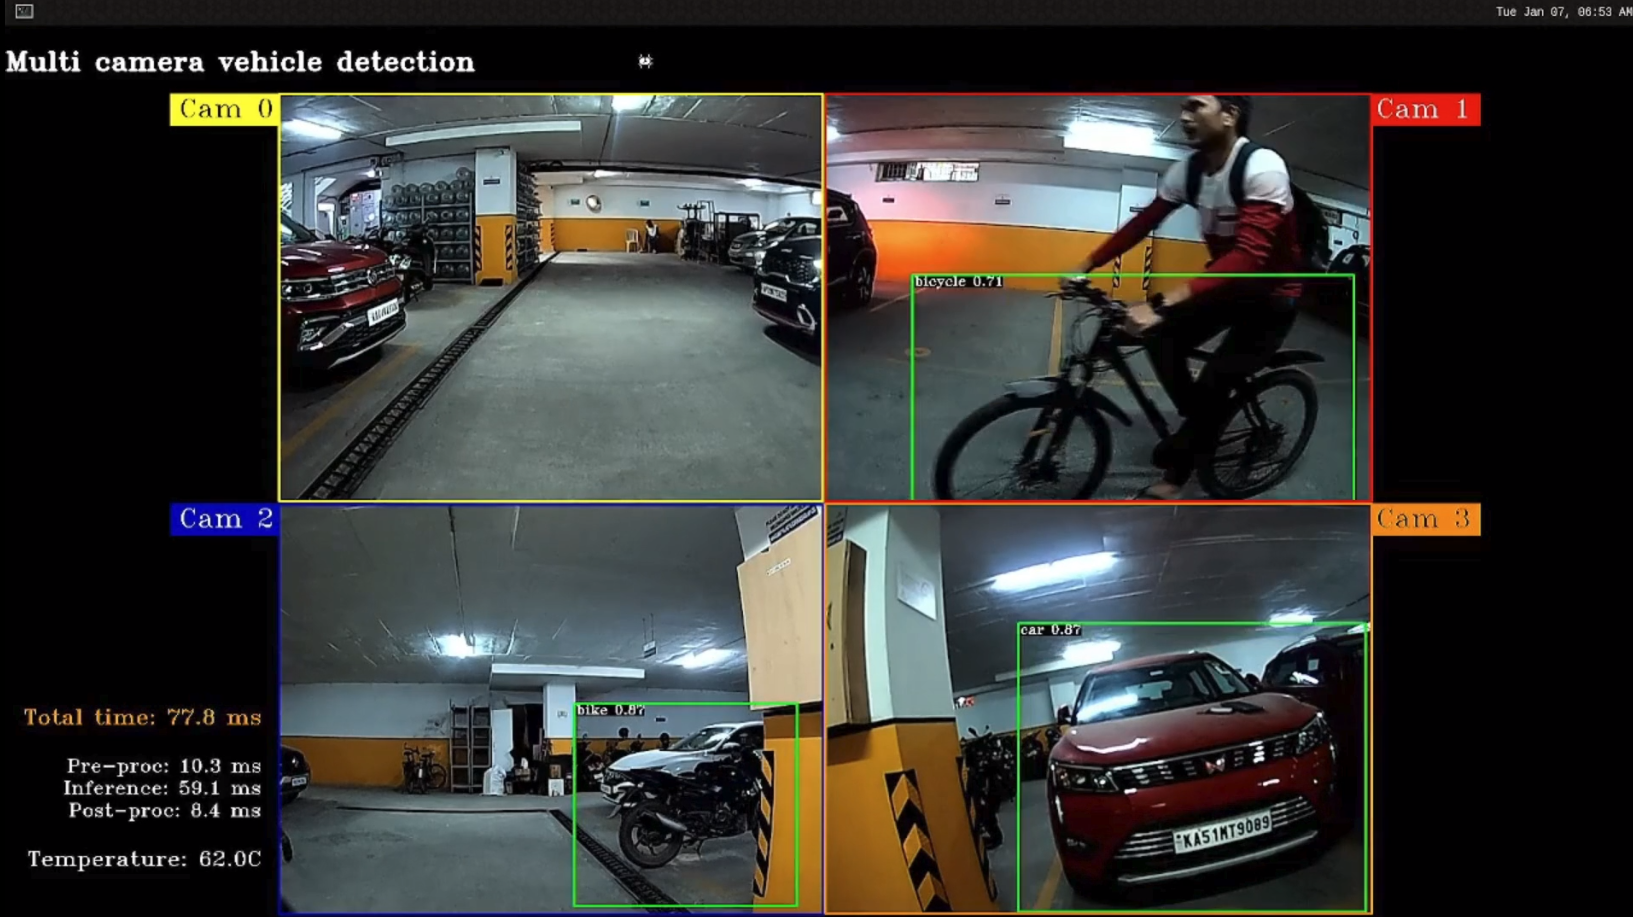 Tue Jan 07, 06:53 AM
Multi camera vehicle detection
Cam 0
Cam 1
bicycle 0.71
Cam 2
Cam 3
car 0.87
bike 0.87
Total time: 77.8 ms
Pre-proc: 10.3 ms
Inference: 59.1 ms
Post-proc: 8.4 ms
KA51MT9089
Temperature: 62.0C